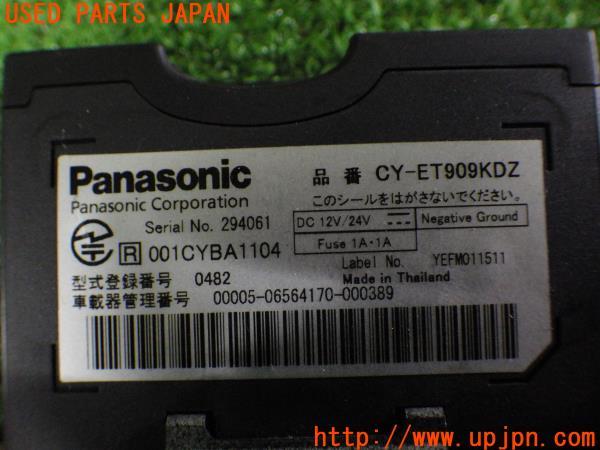 USED PARTS JAPAN
Panasonic
品 番 CY-ET909KDZ
Panasonic Corporation
このシールをはがさないでください。
Serial No. 294061
DC 12V/24V
Negative Ground
Fuse 1A・1A
R 001CYBA1104
Label No. YEFM011511
型式登録番号 0482
Made in Thailand
車載器管理番号 00005-06564170-000389
http://www.upjpn.com/